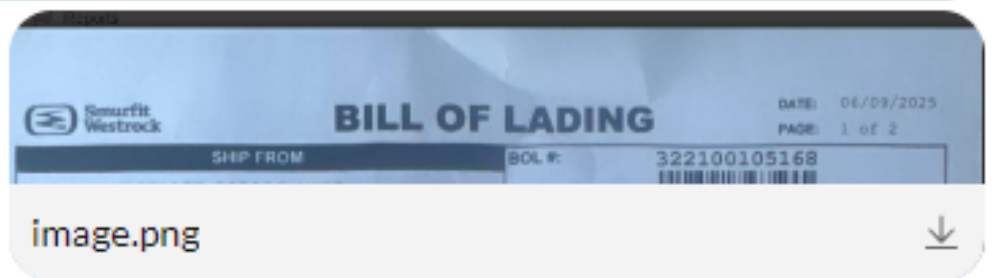 Reports
Smurfit
Westrock
BILL OF LADING
DATE: 06/09/2025
PAGE: 1 of 2
SHIP FROM
BOL #: 322100105168
image.png